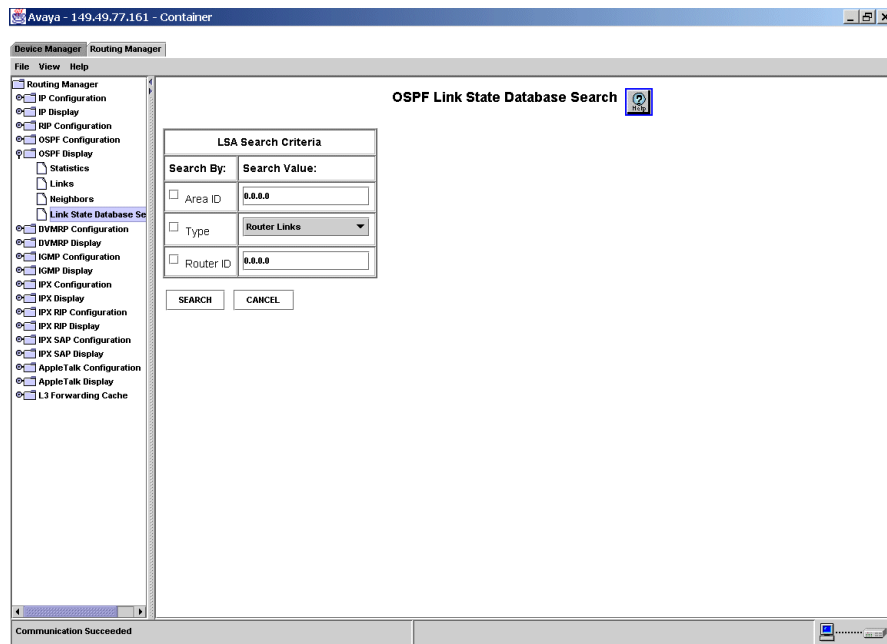 Avaya - 149.49.77.161 - Container
Device Manager Routing Manager
File View Help
Routing Manager
IP Configuration
IP Display
RIP Configuration
OSPF Configuration
OSPF Display
Statistics
Links
Neighbors
Link State Database Se
DVMRP Configuration
DVMRP Display
IGMP Configuration
IGMP Display
IPX Configuration
IPX Display
IPX RIP Configuration
IPX RIP Display
IPX SAP Configuration
IPX SAP Display
AppleTalk Configuration
AppleTalk Display
L3 Forwarding Cache
OSPF Link State Database Search
Help
LSA Search Criteria
Search By: Search Value:
Area ID 0.0.0.0
Type Router Links
Router ID 0.0.0.0
SEARCH CANCEL
Communication Succeeded